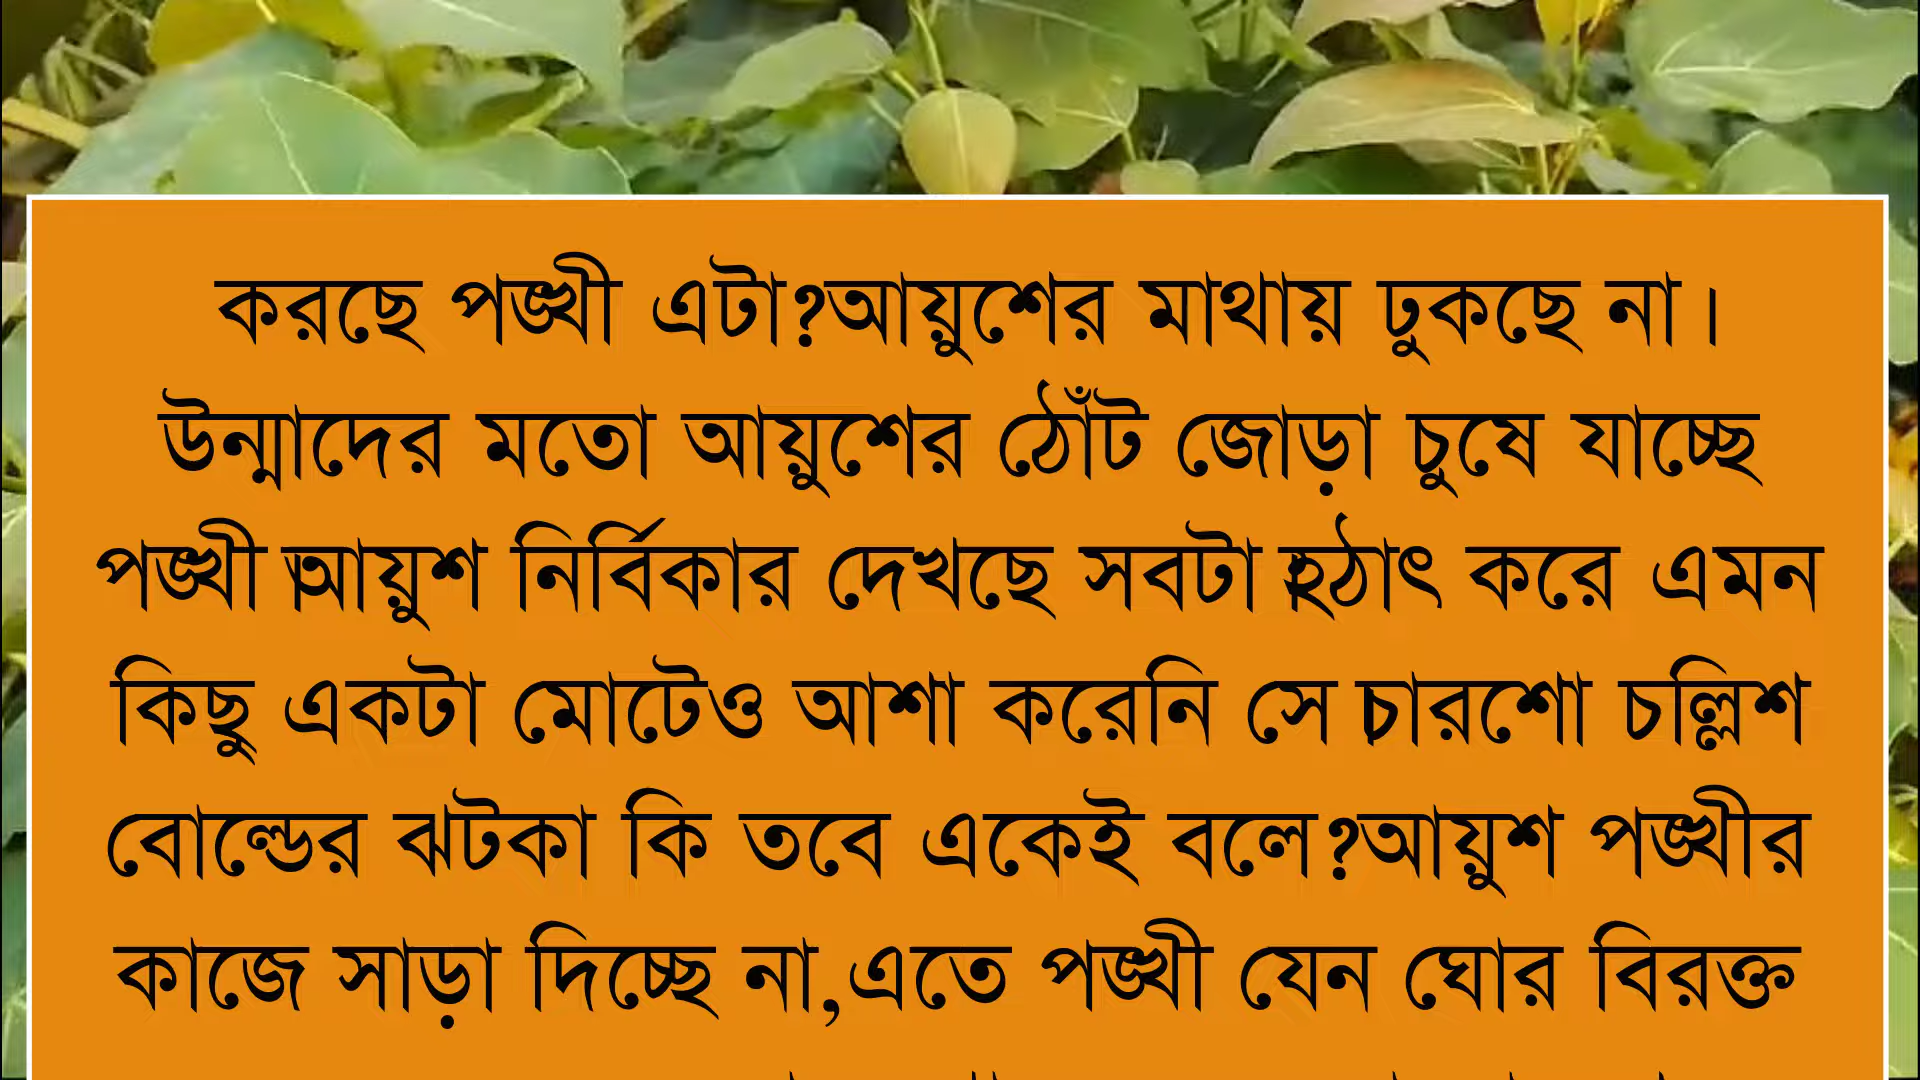 করছে পঙ্খী এটা?আয়ুশের মাথায় ঢুকছে না।
উন্মাদের মতো আয়ুশের ঠোঁট জোড়া চুষে যাচ্ছে
পঙ্খী।আয়ুশ নির্বিকার দেখছে সবটা।হঠাৎ করে এমন
কিছু একটা মোটেও আশা করেনি সে।চারশো চল্লিশ
বোল্ডের ঝটকা কি তবে একেই বলে?আয়ুশ পঙ্খীর
কাজে সাড়া দিচ্ছে না,এতে পঙ্খী যেন ঘোর বিরক্ত